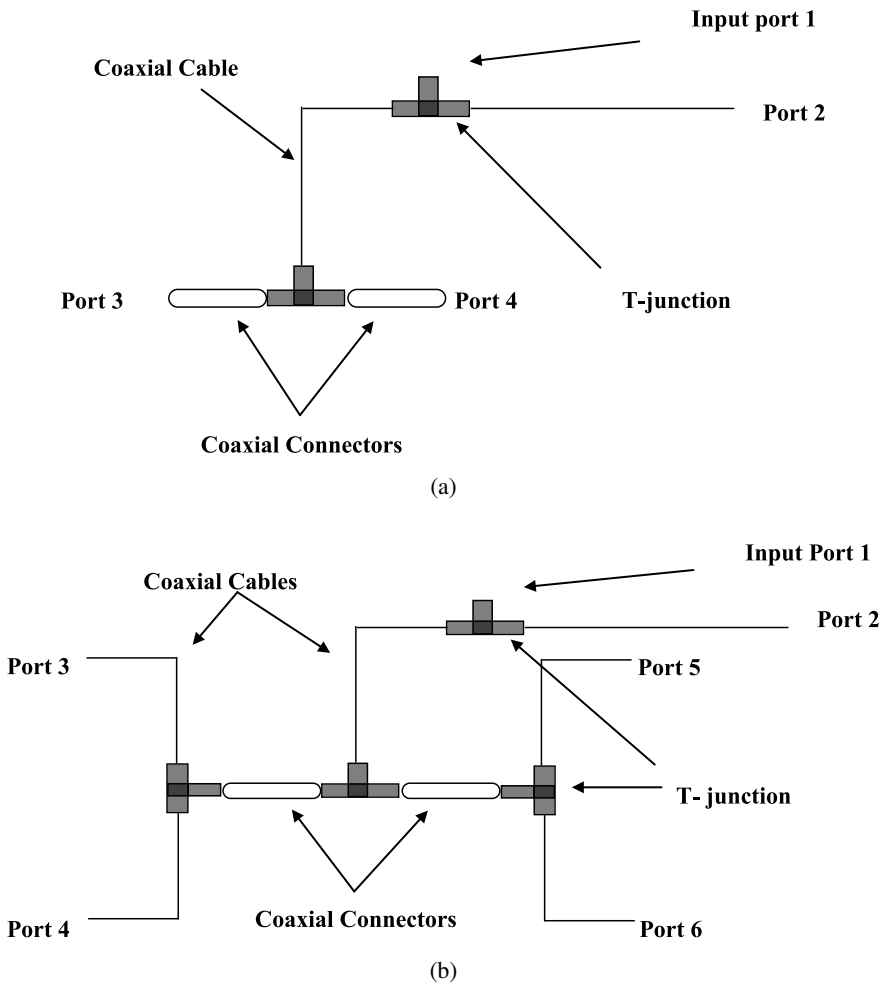 Input port 1
Coaxial Cable
Port 2
Port 3
Port 4
T-junction
Coaxial Connectors
(a)
Input Port 1
Coaxial Cables
Port 2
Port 3
Port 5
T- junction
Port 4
Coaxial Connectors
Port 6
(b)